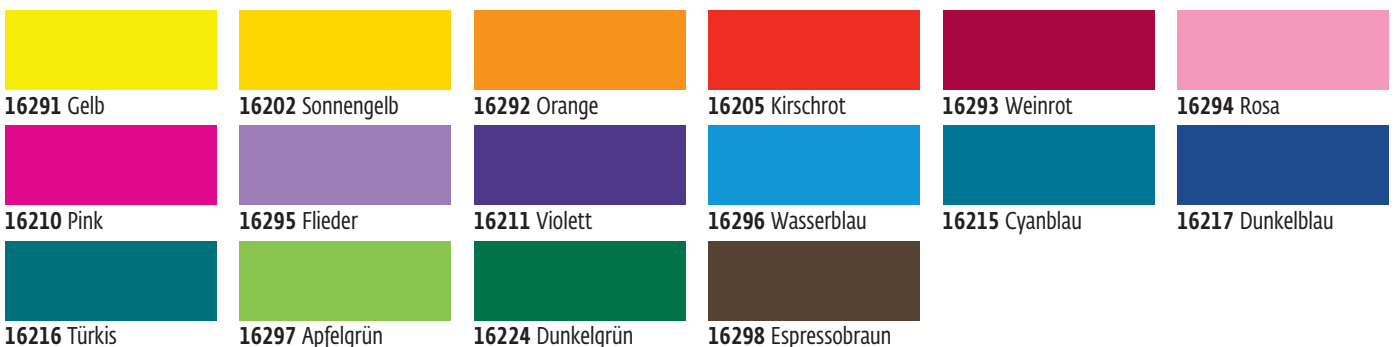 16291 Gelb
16202 Sonnengelb
16292 Orange
16205 Kirschrot
16293 Weinrot
16294 Rosa
16210 Pink
16295 Flieder
16211 Violett
16296 Wasserblau
16215 Cyanblau
16217 Dunkelblau
16216 Türkis
16297 Apfelgrün
16224 Dunkelgrün
16298 Espressobraun